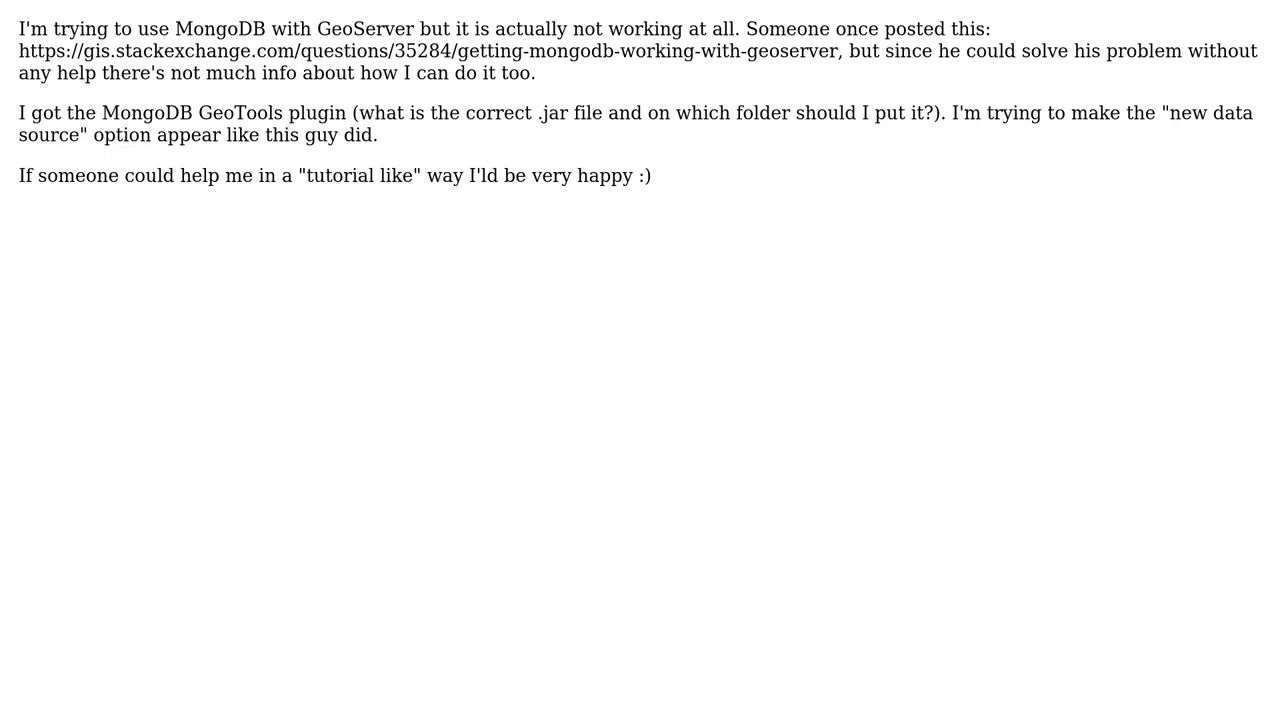 I'm trying to use MongoDB with GeoServer but it is actually not working at all. Someone once posted this:
https://gis.stackexchange.com/questions/35284/getting-mongodb-working-with-geoserver, but since he could solve his problem without
any help there's not much info about how I can do it too.
I got the MongoDB GeoTools plugin (what is the correct .jar file and on which folder should I put it?). I'm trying to make the "new data
source" option appear like this guy did.
If someone could help me in a "tutorial like" way I'ld be very happy :)